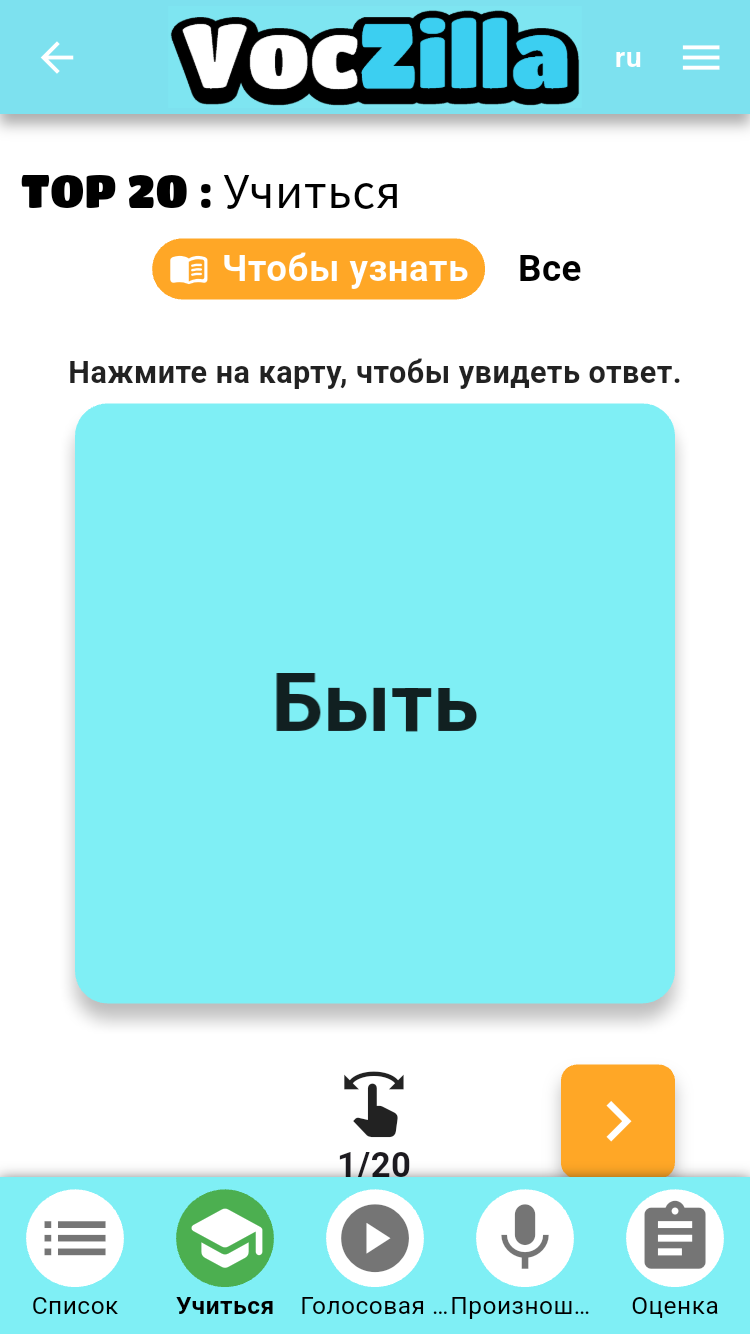 VocZilla
ru
TOP 20 : Учиться
Чтобы узнать
Все
Нажмите на карту, чтобы увидеть ответ.
Быть
1/20
Список
Учиться
Голосовая ...
Произнош...
Оценка